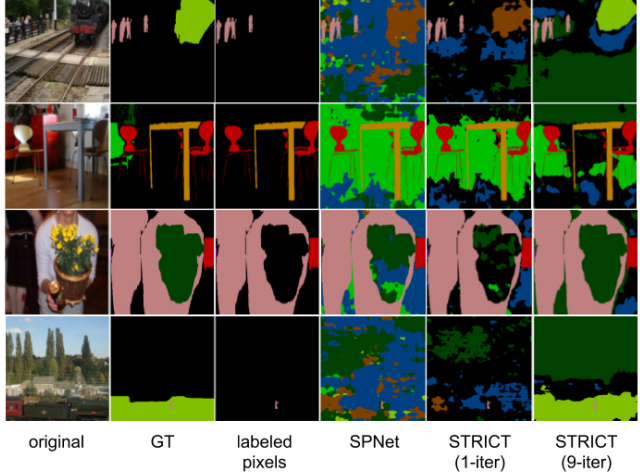 original GT labeled SPNet STRICT STRICT
pixels (1-iter) (9-iter)